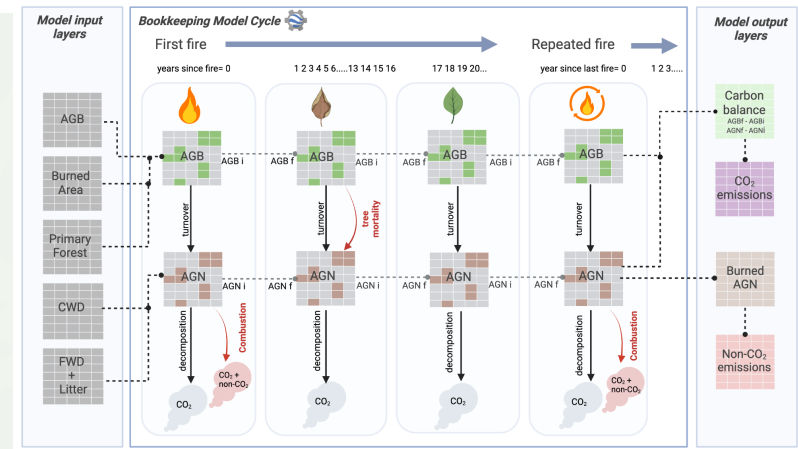 Model input
layers
AGB
Burned
Area
Primary
Forest
CWD
FWD
+
Litter
Bookkeeping Model Cycle
First fire
Repeated fire
years since fire= 0
1 2 3 4 5 6.....13 14 15 16
17 18 19 20...
year since last fire= 0
1 2 3.....
AGB
AGB i
AGB f
AGB
AGB i
AGB f
AGB
AGB i
AGB f
AGB
turnover
turnover
tree
mortality
turnover
turnover
AGN
AGN i
AGN f
AGN
AGN i
AGN f
AGN
AGN i
AGN f
AGN
decomposition
Combustion
decomposition
decomposition
decomposition
Combustion
CO₂
CO₂ +
non-CO₂
CO₂
CO₂
CO₂
CO₂ +
non-CO₂
Model output
layers
Carbon
balance
AGBf - AGBi
AGNf - AGNi
CO₂
emissions
Burned
AGN
Non-CO₂
emissions